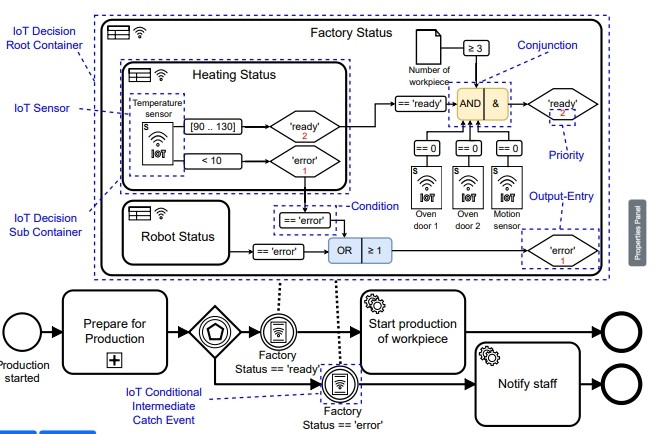 IoT Decision
Root Container
IoT Sensor
IoT Decision
Sub Container
Factory Status
Heating Status
Temperature
sensor
S
IoT
[90 .. 130]
< 10
'ready'
2
'error'
1
Number of
workpiece
≥ 3
Conjunction
== 'ready'
AND
&
'ready'
2
Priority
== 0
== 0
== 0
S
IoT
S
IoT
S
IoT
Oven
door 1
Oven
door 2
Motion
sensor
Condition
== 'error'
Robot Status
== 'error'
OR
≥ 1
Output-Entry
'error'
1
Properties Panel
Production
started
Prepare for
Production
Factory
Status == 'ready'
Start production
of workpiece
IoT Conditional
Intermediate
Catch Event
Factory
Status == 'error'
Notify staff